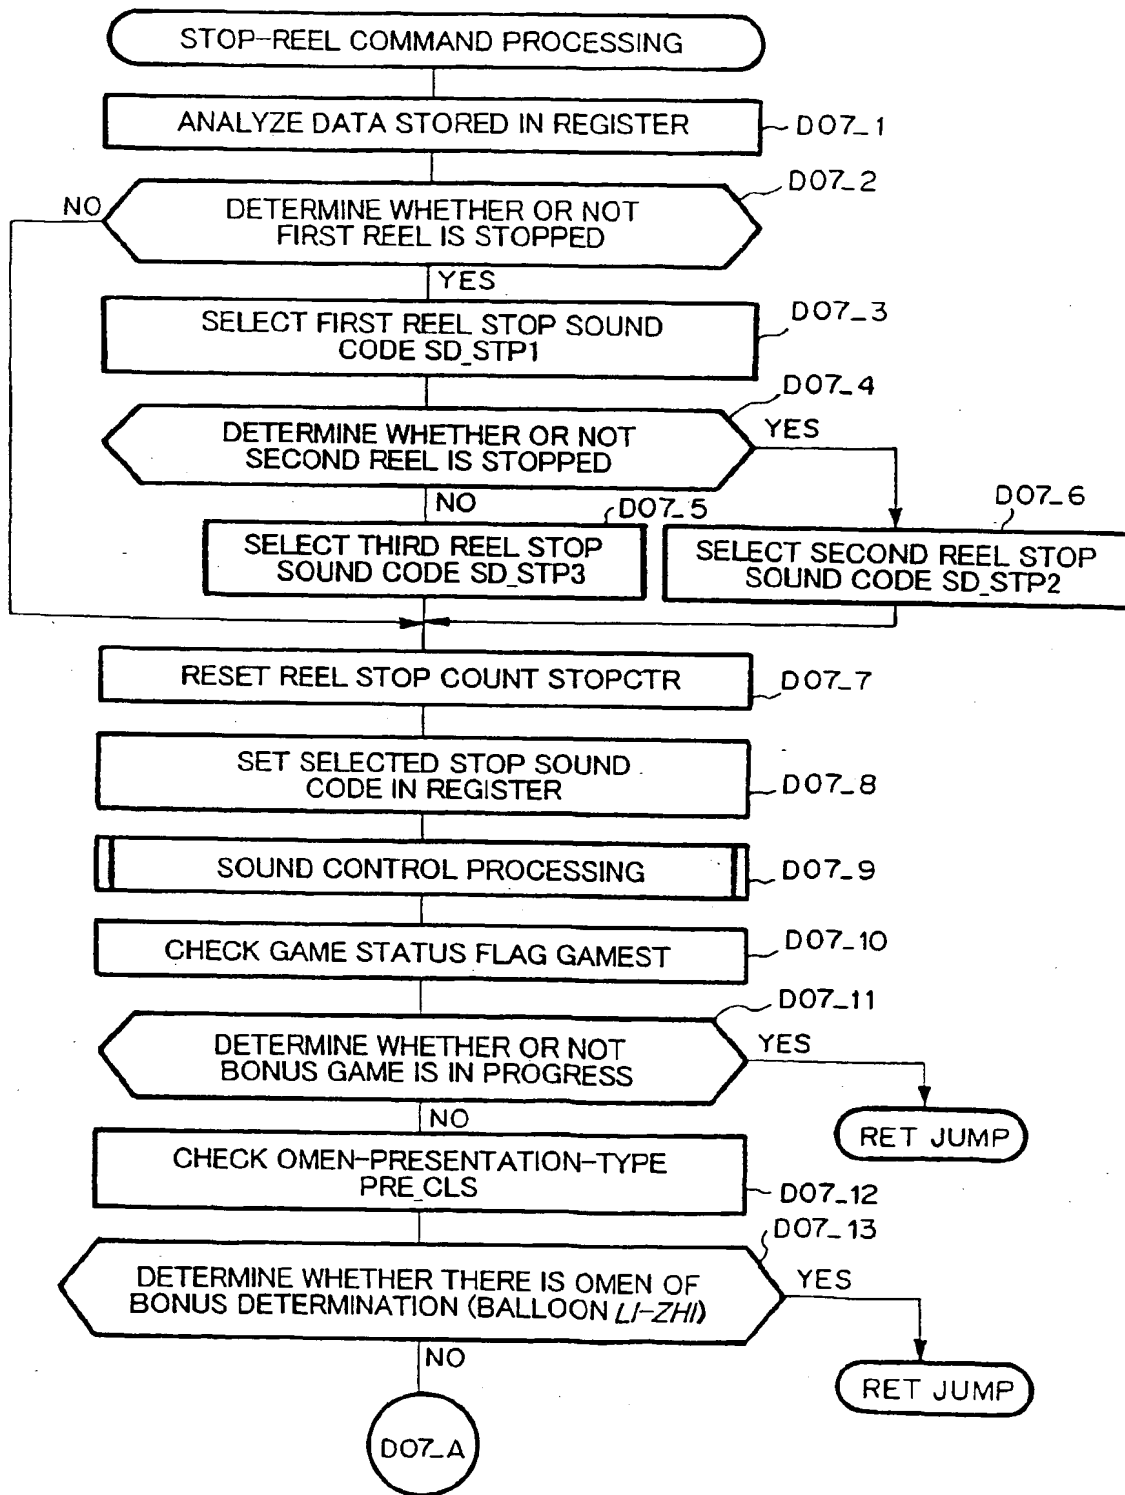 STOP-REEL COMMAND PROCESSING
ANALYZE DATA STORED IN REGISTER
D07_1
D07_2
NO
DETERMINE WHETHER OR NOT
FIRST REEL IS STOPPED
YES
D07_3
SELECT FIRST REEL STOP SOUND
CODE SD_STP1
D07_4
DETERMINE WHETHER OR NOT
SECOND REEL IS STOPPED
YES
NO
D07_5
D07_6
SELECT THIRD REEL STOP
SOUND CODE SD_STP3
SELECT SECOND REEL STOP
SOUND CODE SD_STP2
RESET REEL STOP COUNT STOPCTR
D07_7
SET SELECTED STOP SOUND
CODE IN REGISTER
D07_8
SOUND CONTROL PROCESSING
D07_9
CHECK GAME STATUS FLAG GAMEST
D07_10
D07_11
DETERMINE WHETHER OR NOT
BONUS GAME IS IN PROGRESS
YES
NO
RET JUMP
CHECK OMEN-PRESENTATION-TYPE
PRE_CLS
D07_12
D07_13
DETERMINE WHETHER THERE IS OMEN OF
BONUS DETERMINATION (BALLOON LI-ZHI)
YES
NO
RET JUMP
D07_A